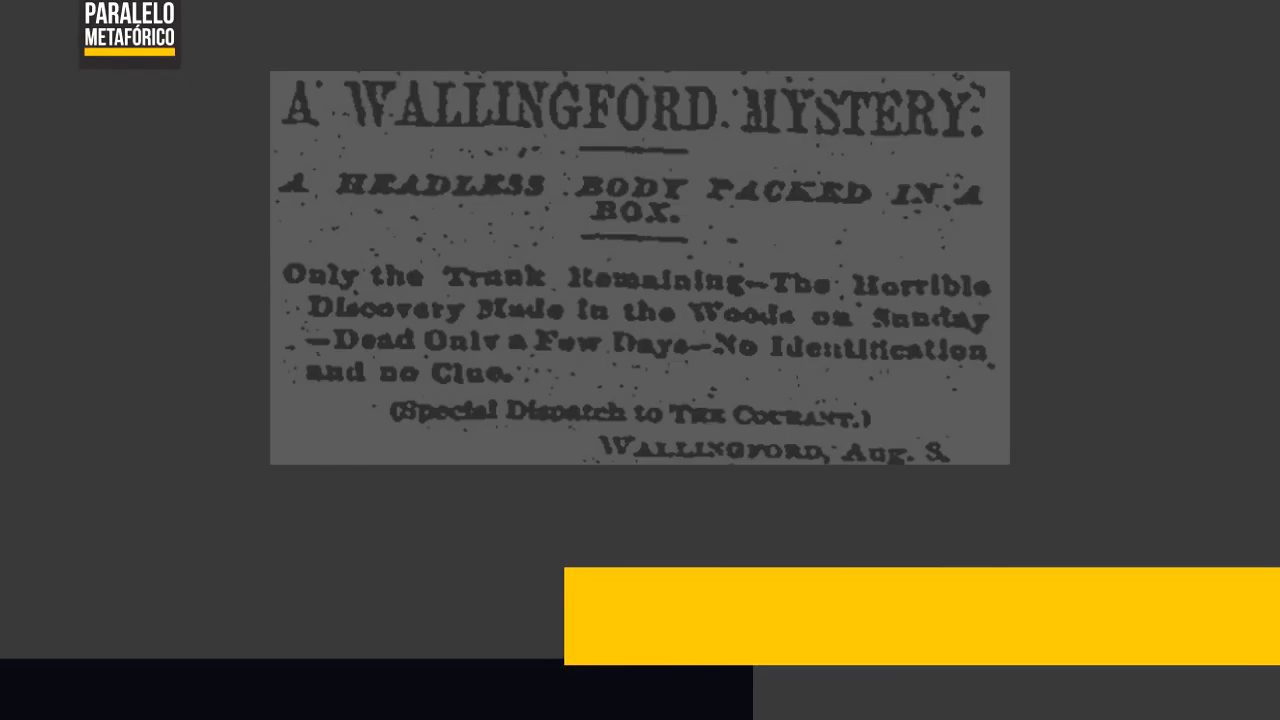 PARALELO
METAFÓRICO
A WALLINGFORD MYSTERY.
A HEADLESS BODY PACKED IN A
BOX.
Only the Trunk Remaining—The Horrible
Discovery Made in the Woods on Sunday
—Dead Only a Few Days—No Identification
and no Clue.
(Special Dispatch to THE COURANT.)
WALLINGFORD, Aug. 8.